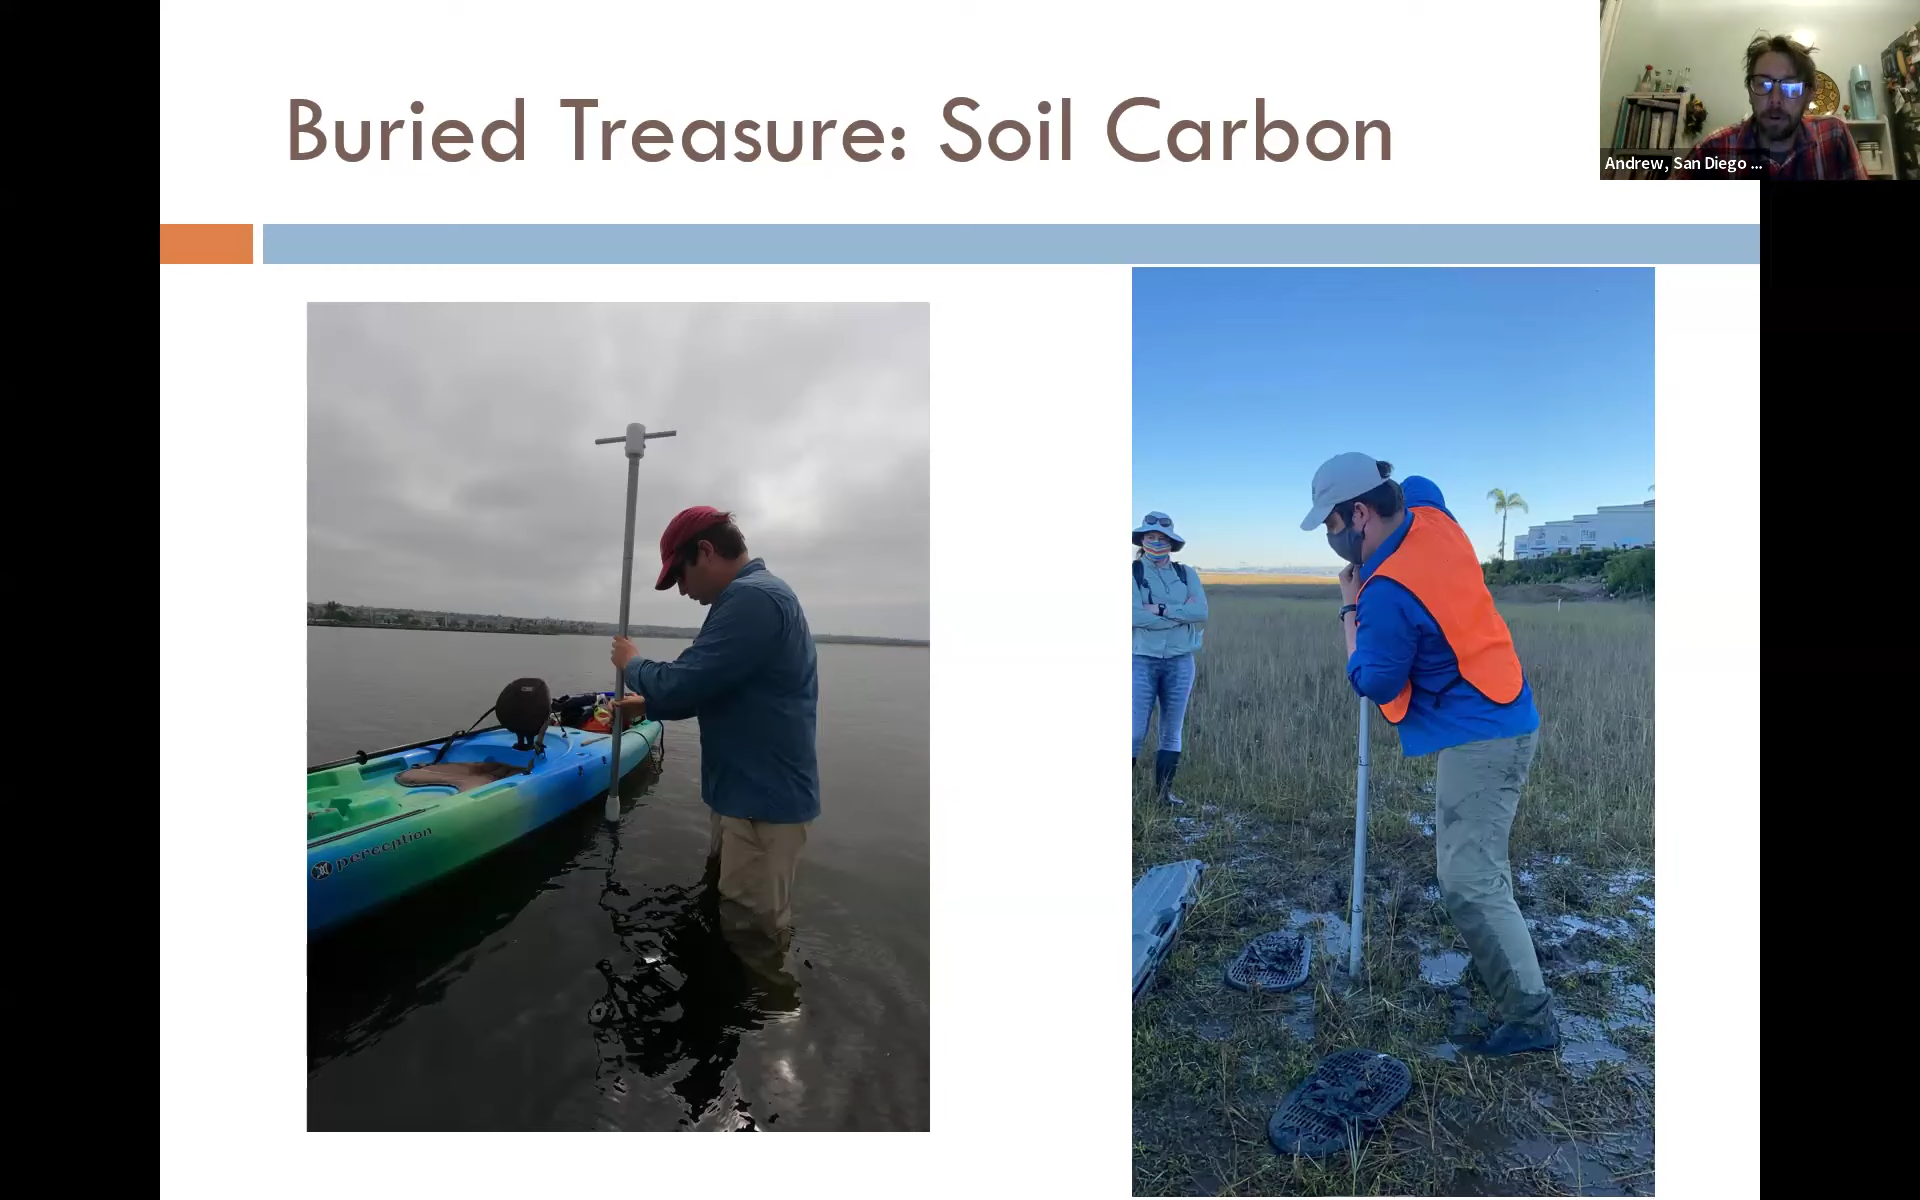 Buried Treasure: Soil Carbon
Andrew, San Diego ...
perception